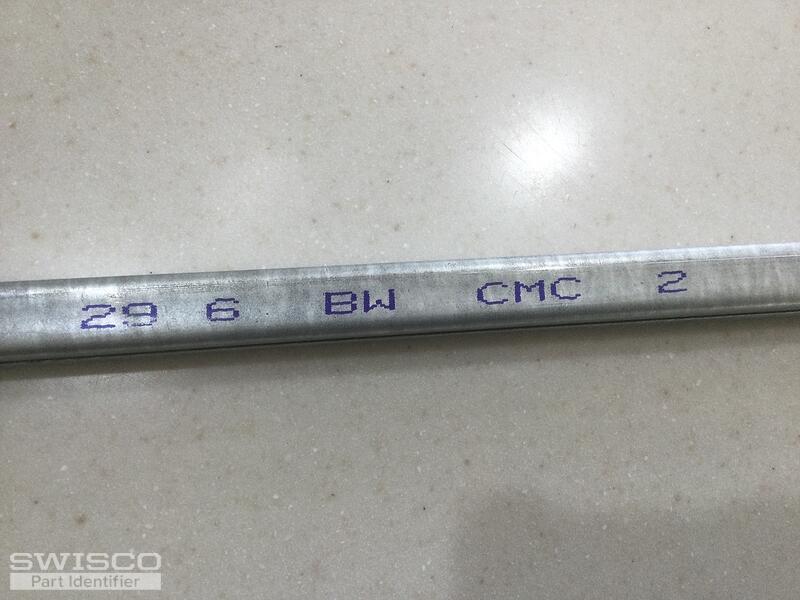 29 6 BW CMC 2
SWISCO
Part Identifier